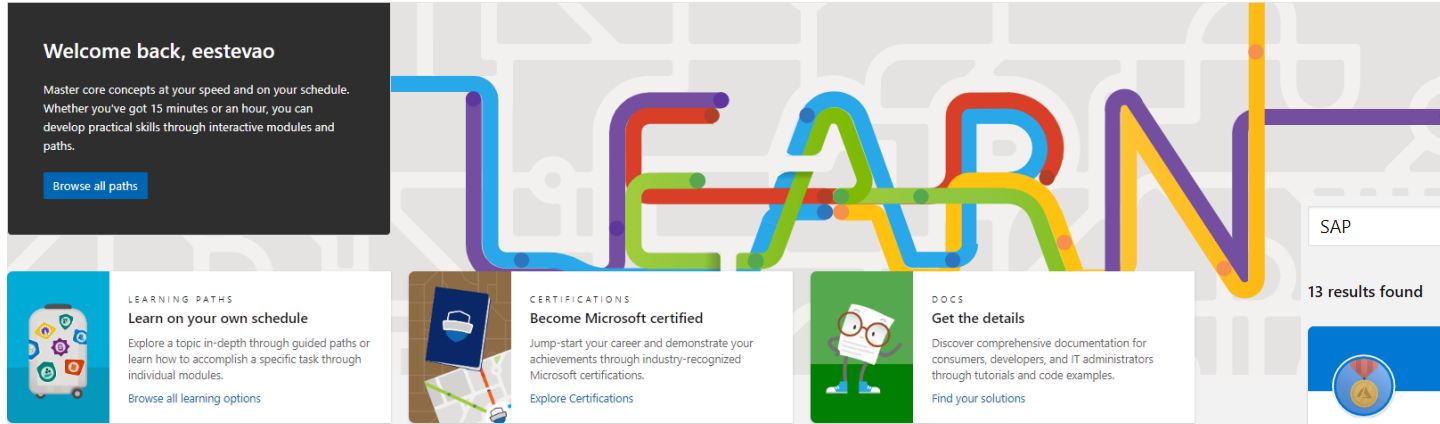 Welcome back, eestevao
Master core concepts at your speed and on your schedule.
Whether you've got 15 minutes or an hour, you can
develop practical skills through interactive modules and
paths.
Browse all paths
LEARN
SAP
13 results found
LEARNING PATHS
Learn on your own schedule
Explore a topic in-depth through guided paths or
learn how to accomplish a specific task through
individual modules.
Browse all learning options
CERTIFICATIONS
Become Microsoft certified
Jump-start your career and demonstrate your
achievements through industry-recognized
Microsoft certifications.
Explore Certifications
DOCS
Get the details
Discover comprehensive documentation for
consumers, developers, and IT administrators
through tutorials and code examples.
Find your solutions